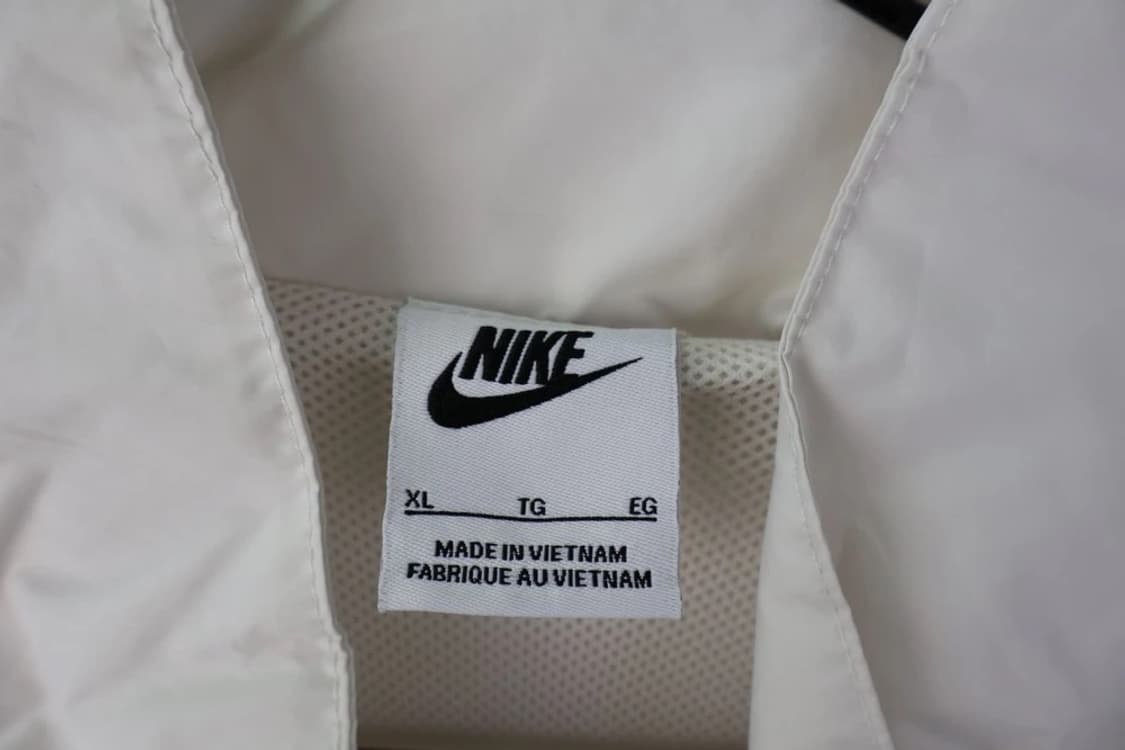 NIKE
XL TG EG
MADE IN VIETNAM
FABRIQUE AU VIETNAM